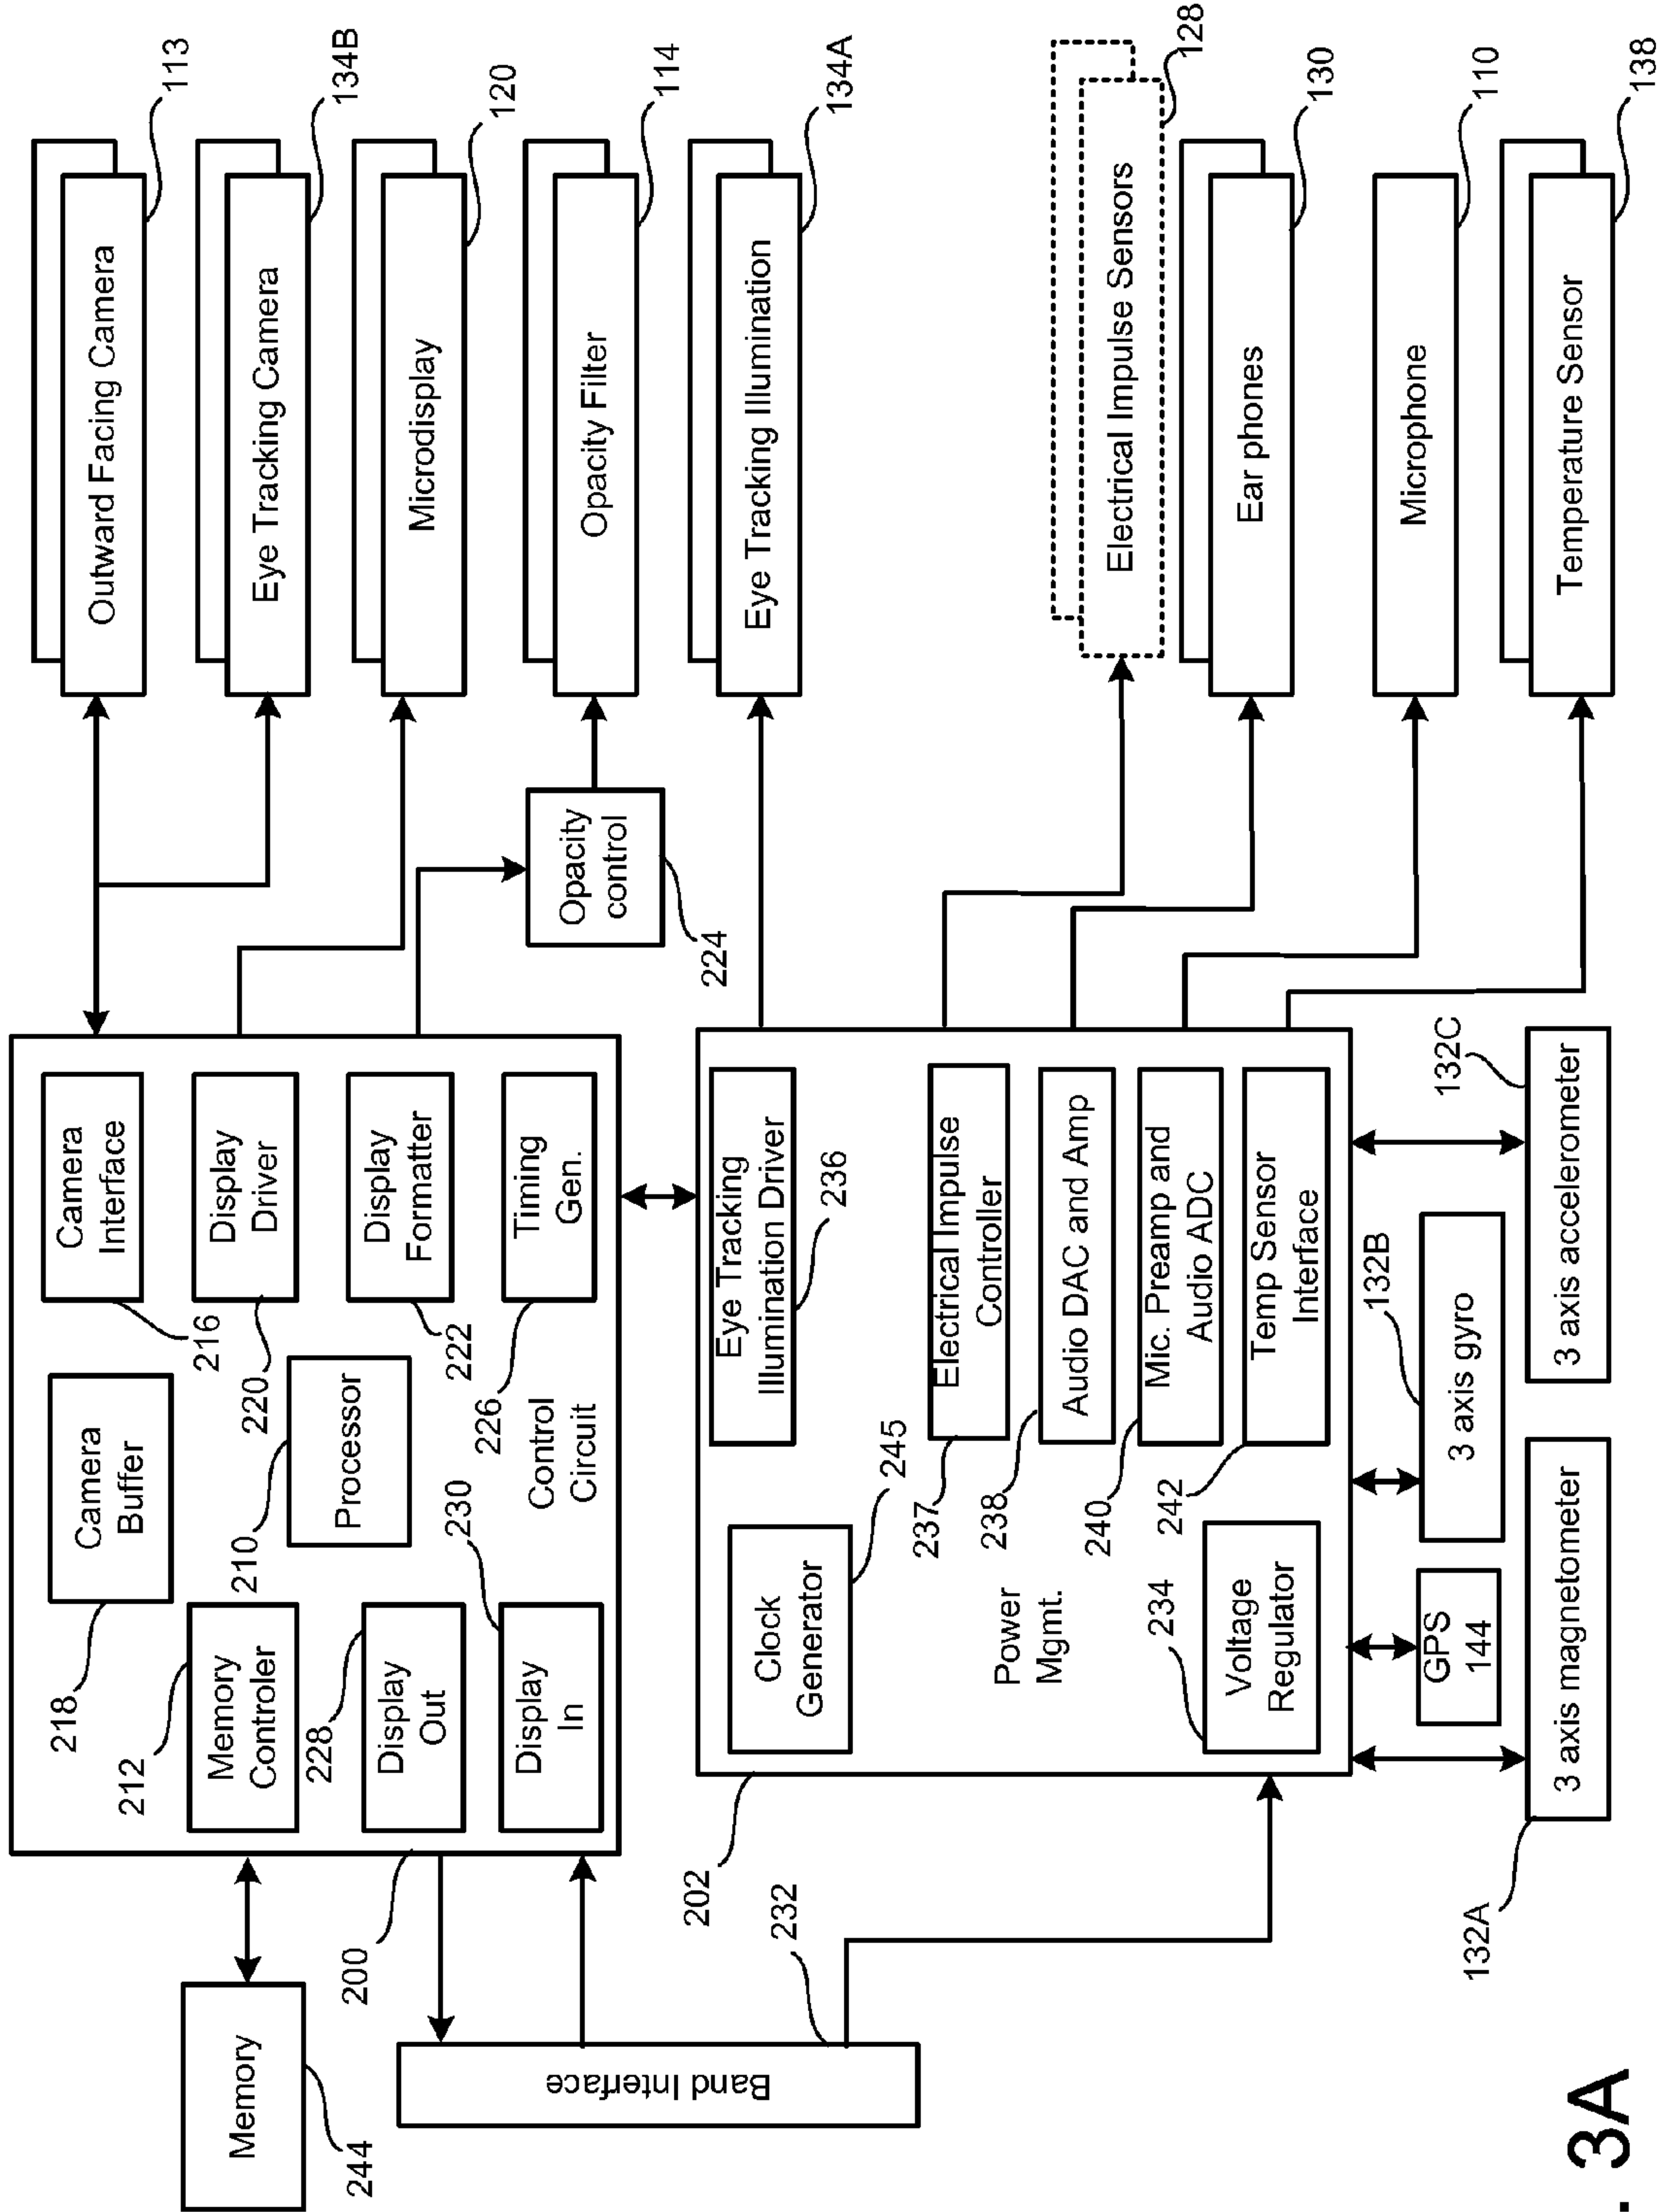 Outward Facing Camera
113
Eye Tracking Camera
134B
Microdisplay
120
Opacity Filter
114
Eye Tracking Illumination
134A
Electrical Impulse Sensors
128
Ear phones
130
Microphone
110
Temperature Sensor
138
Opacity
control
224
Camera
Interface
216
Display
Driver
220
Display
Formatter
222
Timing
Gen.
226
Camera
Buffer
218
Processor
210
Control
Circuit
Memory
Controler
212
Display
Out
228
Display
In
230
200
Memory
244
Band Interface
232
Eye Tracking
Illumination Driver
236
Electrical Impulse
Controller
237
Audio DAC and Amp
238
Mic. Preamp and
Audio ADC
240
Temp Sensor
Interface
242
Clock
Generator
245
Power
Mgmt.
Voltage
Regulator
234
202
3 axis magnetometer
132A
GPS
144
3 axis gyro
132B
3 axis accelerometer
132C
. 3A